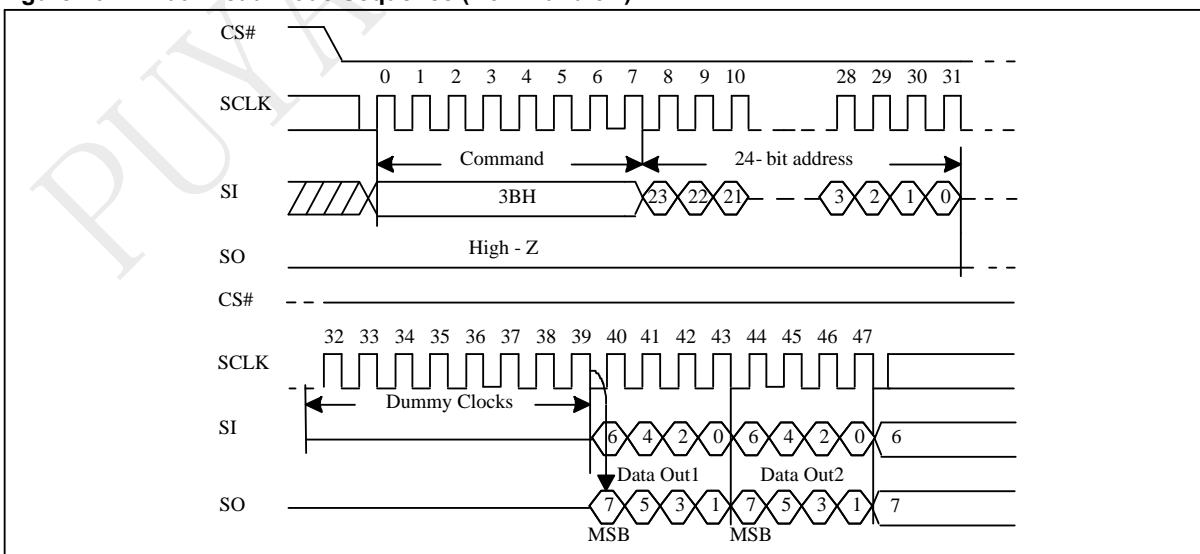 PUYA
CS#
0 1 2 3 4 5 6 7 8 9 10 28 29 30 31
SCLK
Command 24- bit address
SI 3BH 23 22 21 3 2 1 0
SO High - Z
CS#
32 33 34 35 36 37 38 39 40 41 42 43 44 45 46 47
SCLK
Dummy Clocks
SI 6 4 2 0 6 4 2 0 6
Data Out1 Data Out2
SO 7 5 3 1 7 5 3 1 7
MSB MSB